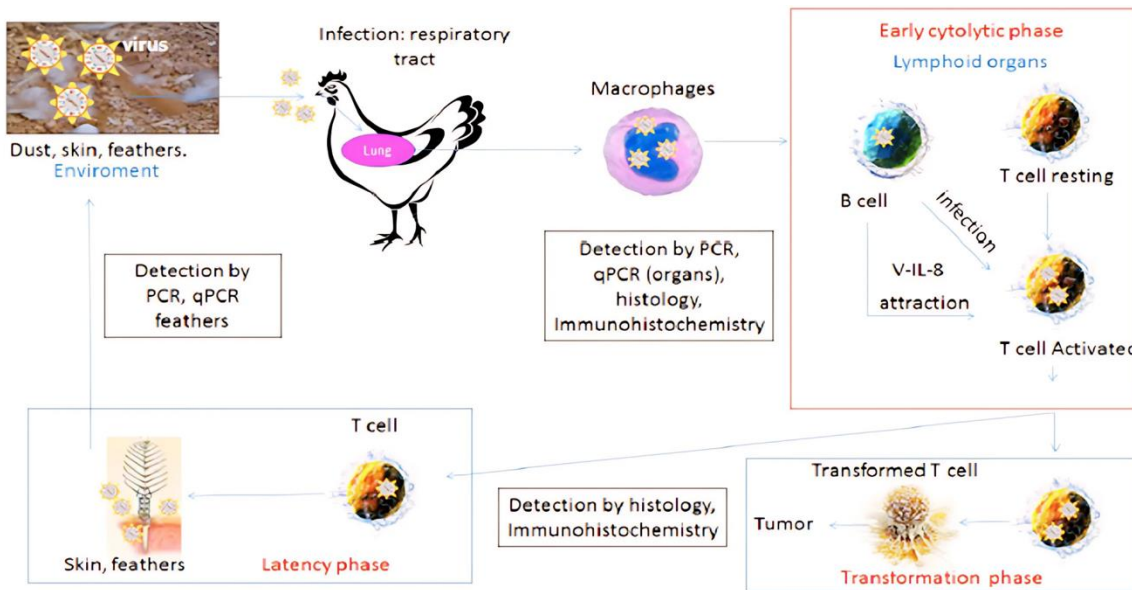 virus
Dust, skin, feathers.
Enviroment
Infection: respiratory
tract
Lung
Macrophages
Early cytolytic phase
Lymphoid organs
B cell
T cell resting
infection
V-IL-8
attraction
T cell Activated
Detection by PCR,
qPCR (organs),
histology,
Immunohistochemistry
Detection by
PCR, qPCR
feathers
T cell
Skin, feathers
Latency phase
Detection by histology,
Immunohistochemistry
Transformed T cell
Tumor
Transformation phase